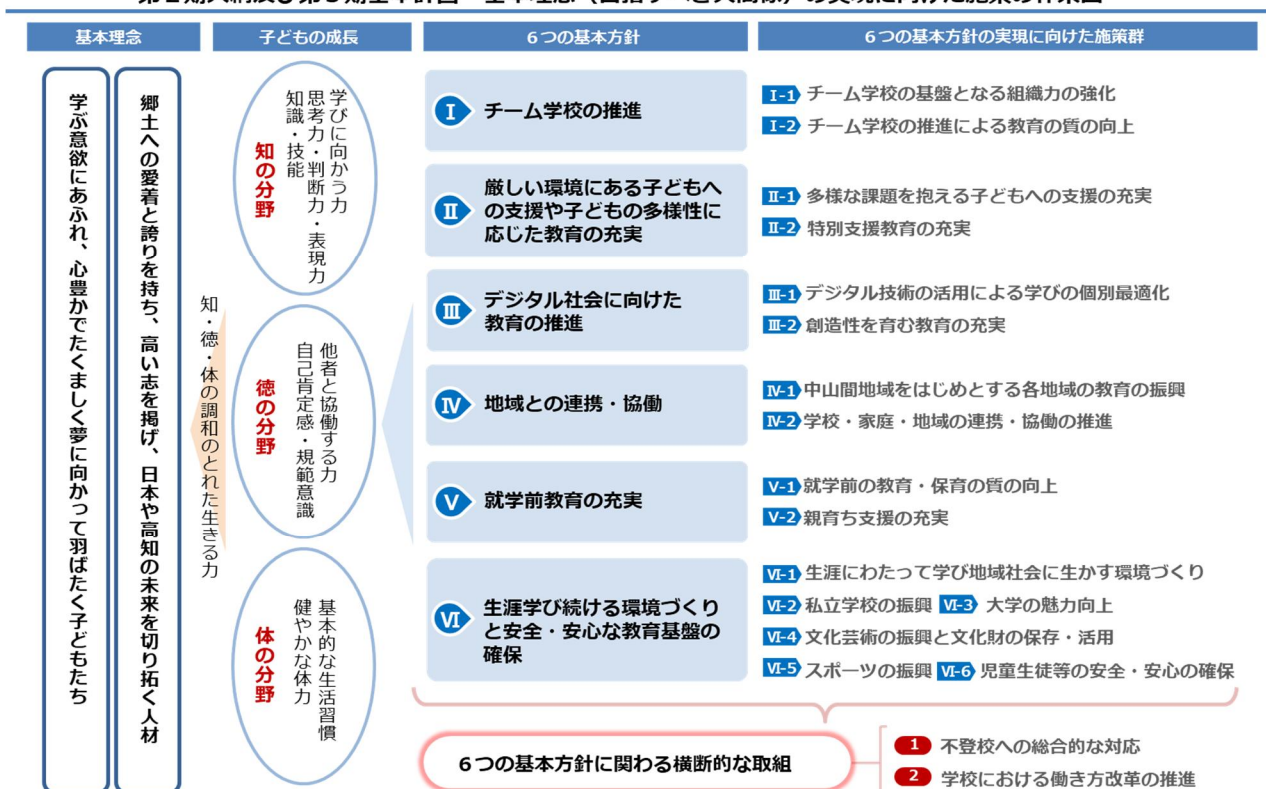 基本理念
子どもの成長
６つの基本方針
６つの基本方針の実現に向けた施策群
学ぶ意欲にあふれ、心豊かでたくましく夢に向かって羽ばたく子どもたち
郷土への愛着と誇りを持ち、高い志を掲げ、日本や高知の未来を切り拓く人材
知・徳・体の調和のとれた生きる力
知の分野
学びに向かう力
思考力・判断力・表現力
知識・技能
徳の分野
他者と協働する力
自己肯定感・規範意識
体の分野
基本的な生活習慣
健やかな体力
Ⅰ チーム学校の推進
Ⅰ-1 チーム学校の基盤となる組織力の強化
Ⅰ-2 チーム学校の推進による教育の質の向上
Ⅱ 厳しい環境にある子どもへ
の支援や子どもの多様性に
応じた教育の充実
Ⅱ-1 多様な課題を抱える子どもへの支援の充実
Ⅱ-2 特別支援教育の充実
Ⅲ デジタル社会に向けた
教育の推進
Ⅲ-1 デジタル技術の活用による学びの個別最適化
Ⅲ-2 創造性を育む教育の充実
Ⅳ 地域との連携・協働
Ⅳ-1 中山間地域をはじめとする各地域の教育の振興
Ⅳ-2 学校・家庭・地域の連携・協働の推進
Ⅴ 就学前教育の充実
Ⅴ-1 就学前の教育・保育の質の向上
Ⅴ-2 親育ち支援の充実
Ⅵ 生涯学び続ける環境づくり
と安全・安心な教育基盤の
確保
Ⅵ-1 生涯にわたって学び地域社会に生かす環境づくり
Ⅵ-2 私立学校の振興 Ⅵ-3 大学の魅力向上
Ⅵ-4 文化芸術の振興と文化財の保存・活用
Ⅵ-5 スポーツの振興 Ⅵ-6 児童生徒等の安全・安心の確保
６つの基本方針に関わる横断的な取組
1 不登校への総合的な対応
2 学校における働き方改革の推進